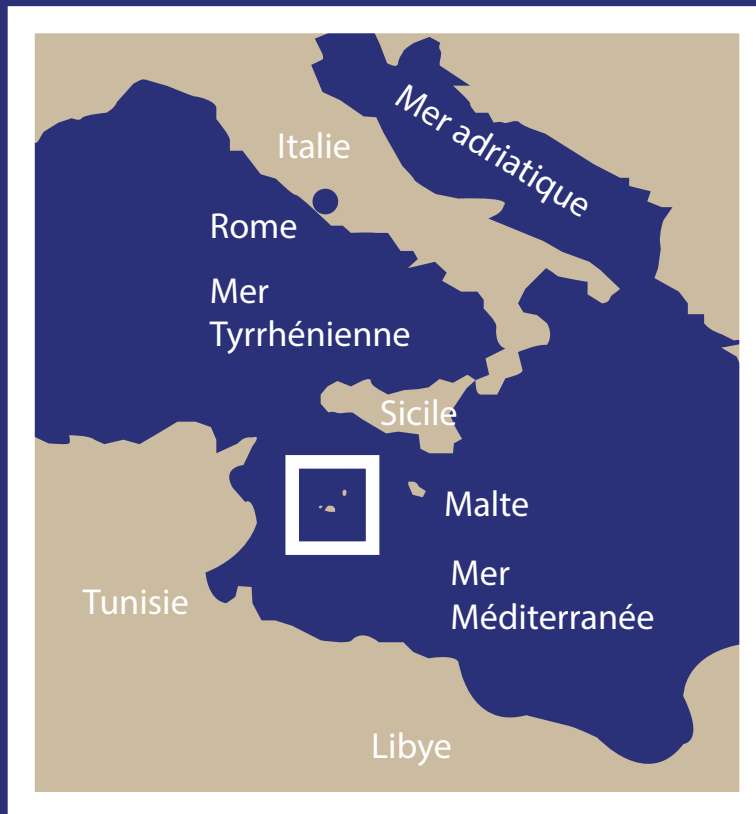 Mer adriatique
Italie
Rome
Mer
Tyrrhénienne
Sicile
Malte
Mer
Méditerranée
Tunisie
Libye